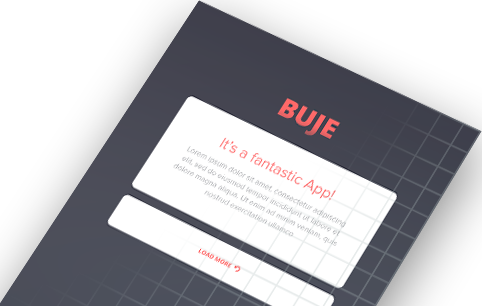 BUJE
It's a fantastic App!
Lorem ipsum dolor sit amet, consectetur adipiscing
elit, sed do eiusmod tempor incididunt ut labore et
dolore magna aliqua. Ut enim ad minim veniam, quis
nostrud exercitation ullamco.
LOAD MORE